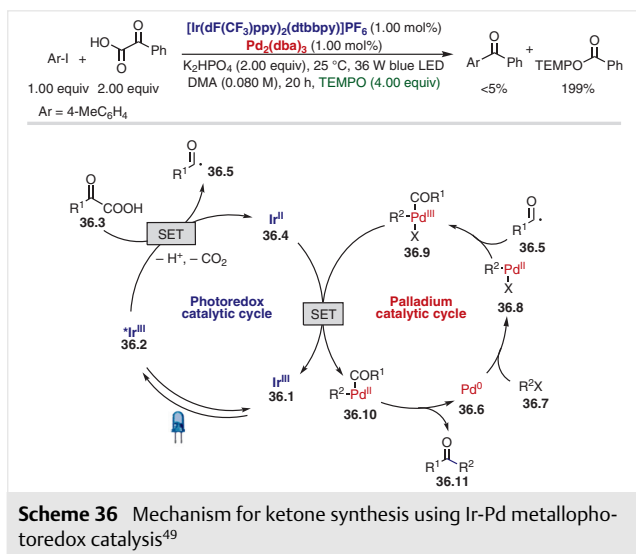 [Ir(dF(CF3)ppy)2(dtbbpy)]PF6 (1.00 mol%)
Pd2(dba)3 (1.00 mol%)
K2HPO4 (2.00 equiv), 25 °C, 36 W blue LED
DMA (0.080 M), 20 h, TEMPO (4.00 equiv)
Ar-I + HO O O Ph
1.00 equiv 2.00 equiv
Ar = 4-MeC6H4
O Ar Ph + O TEMPO Ph
<5% 199%
O R1 COOH
36.3
O R1 •
36.5
SET
– H+, – CO2
IrII
36.4
*IrIII
36.2
Photoredox
catalytic cycle
IrIII
36.1
SET
Palladium
catalytic cycle
COR1
R2-PdIII
X
36.9
O R1 •
36.5
R2-PdII
X
36.8
COR1
R2-PdII
36.10
Pd0
36.6
R2X
36.7
O
R1 R2
36.11
Scheme 36 Mechanism for ketone synthesis using Ir-Pd metallopho-
toredox catalysis49